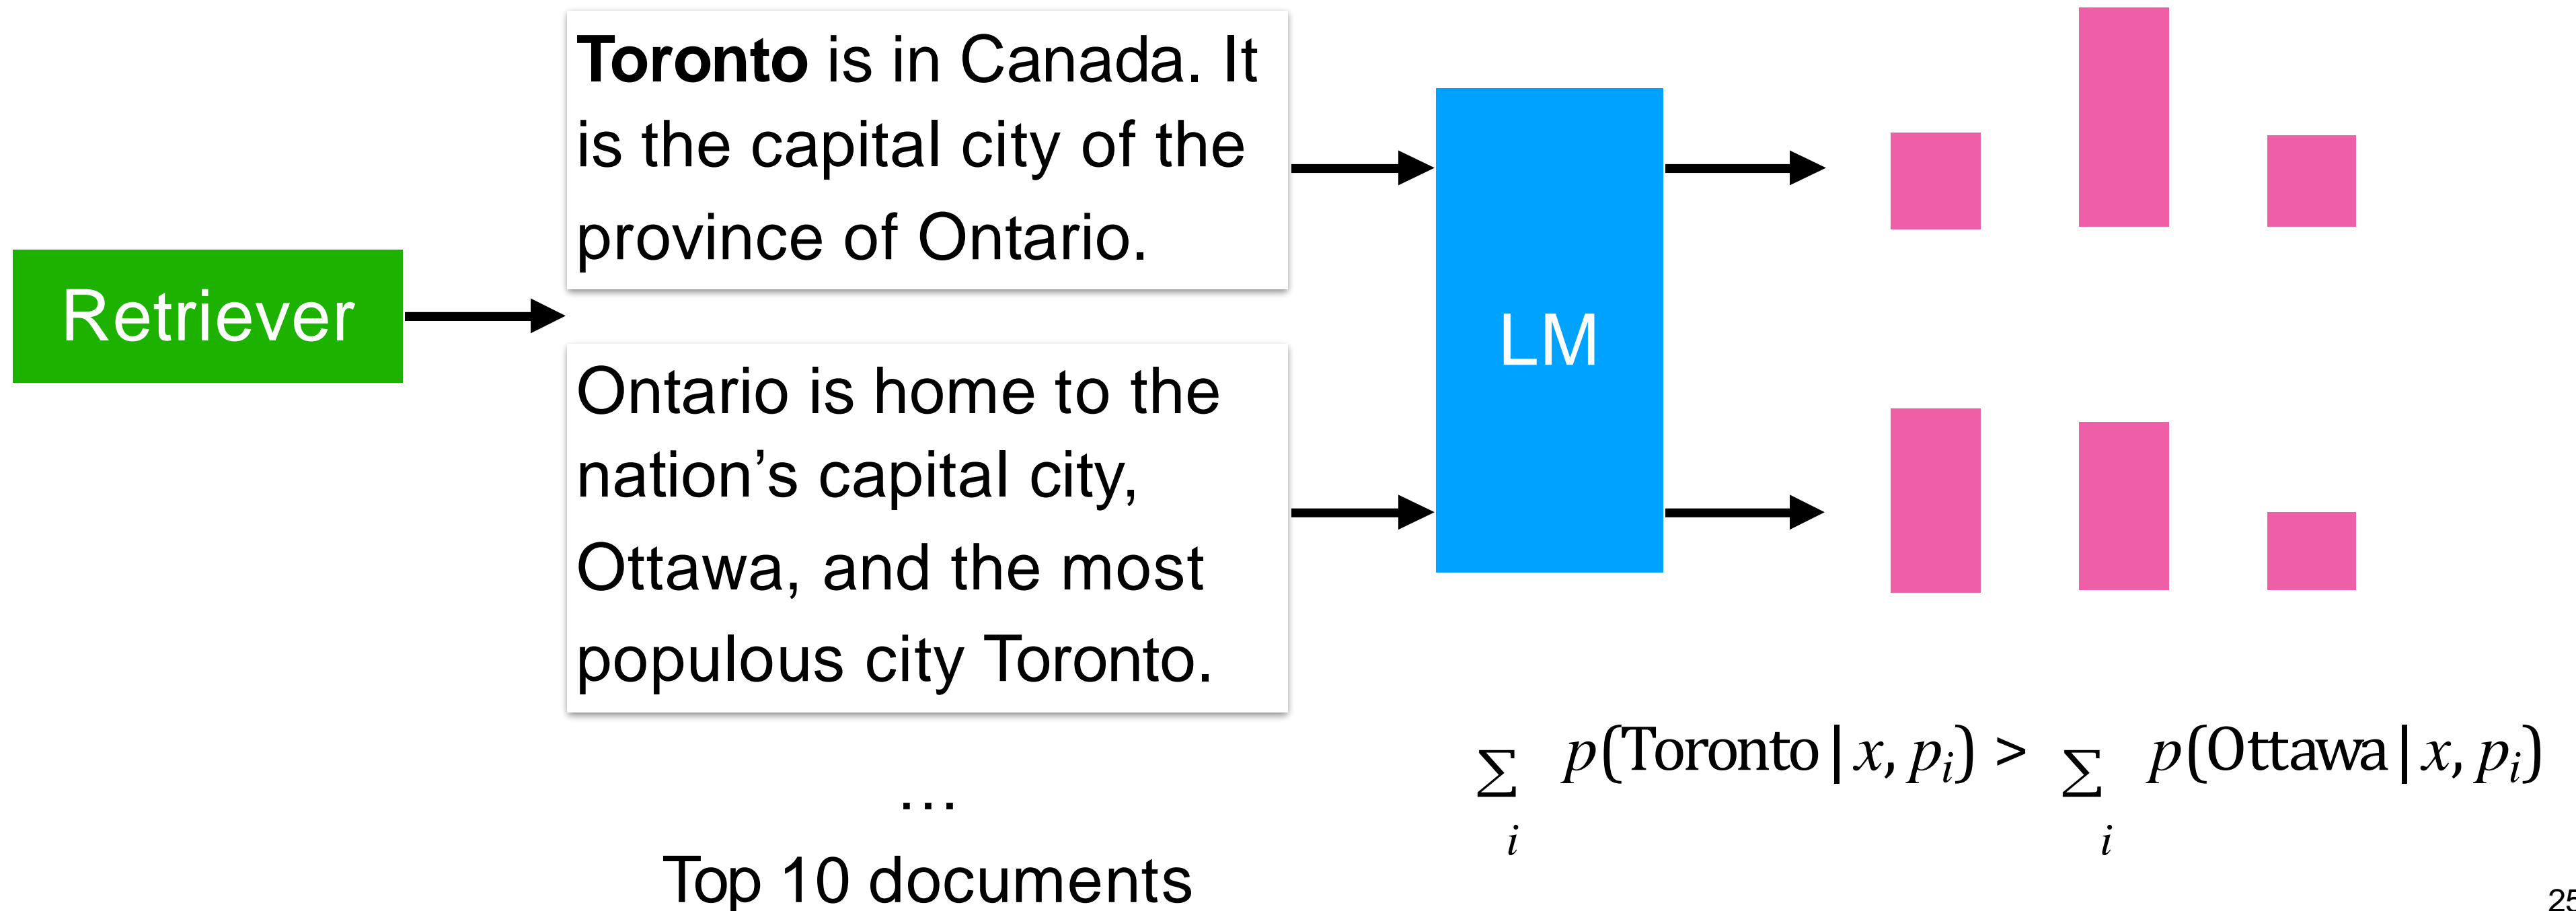 Retriever
Toronto is in Canada. It
is the capital city of the
province of Ontario.
Ontario is home to the
nation’s capital city,
Ottawa, and the most
populous city Toronto.
…
Top 10 documents
LM
∑ p(Toronto | x, pᵢ) > ∑ p(Ottawa | x, pᵢ)
i i
25